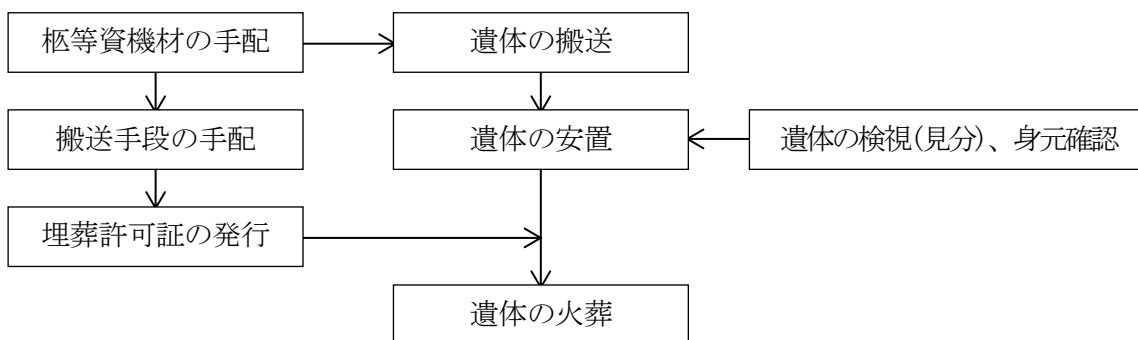 柩等資機材の手配
遺体の搬送
搬送手段の手配
遺体の安置
遺体の検視(見分)、身元確認
埋葬許可証の発行
遺体の火葬